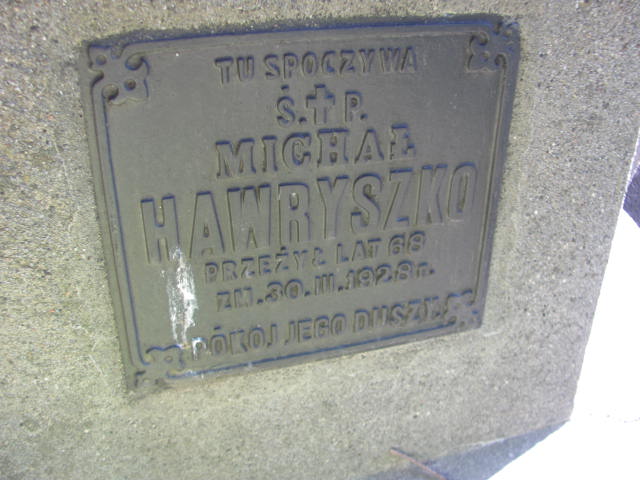 TU SPOCZYWA
Ś.✝P.
MICHAŁ
HAWRYSZKO
PRZEŻYŁ LAT 68
ZM. 30. III. 1928 r.
POKÓJ JEGO DUSZY